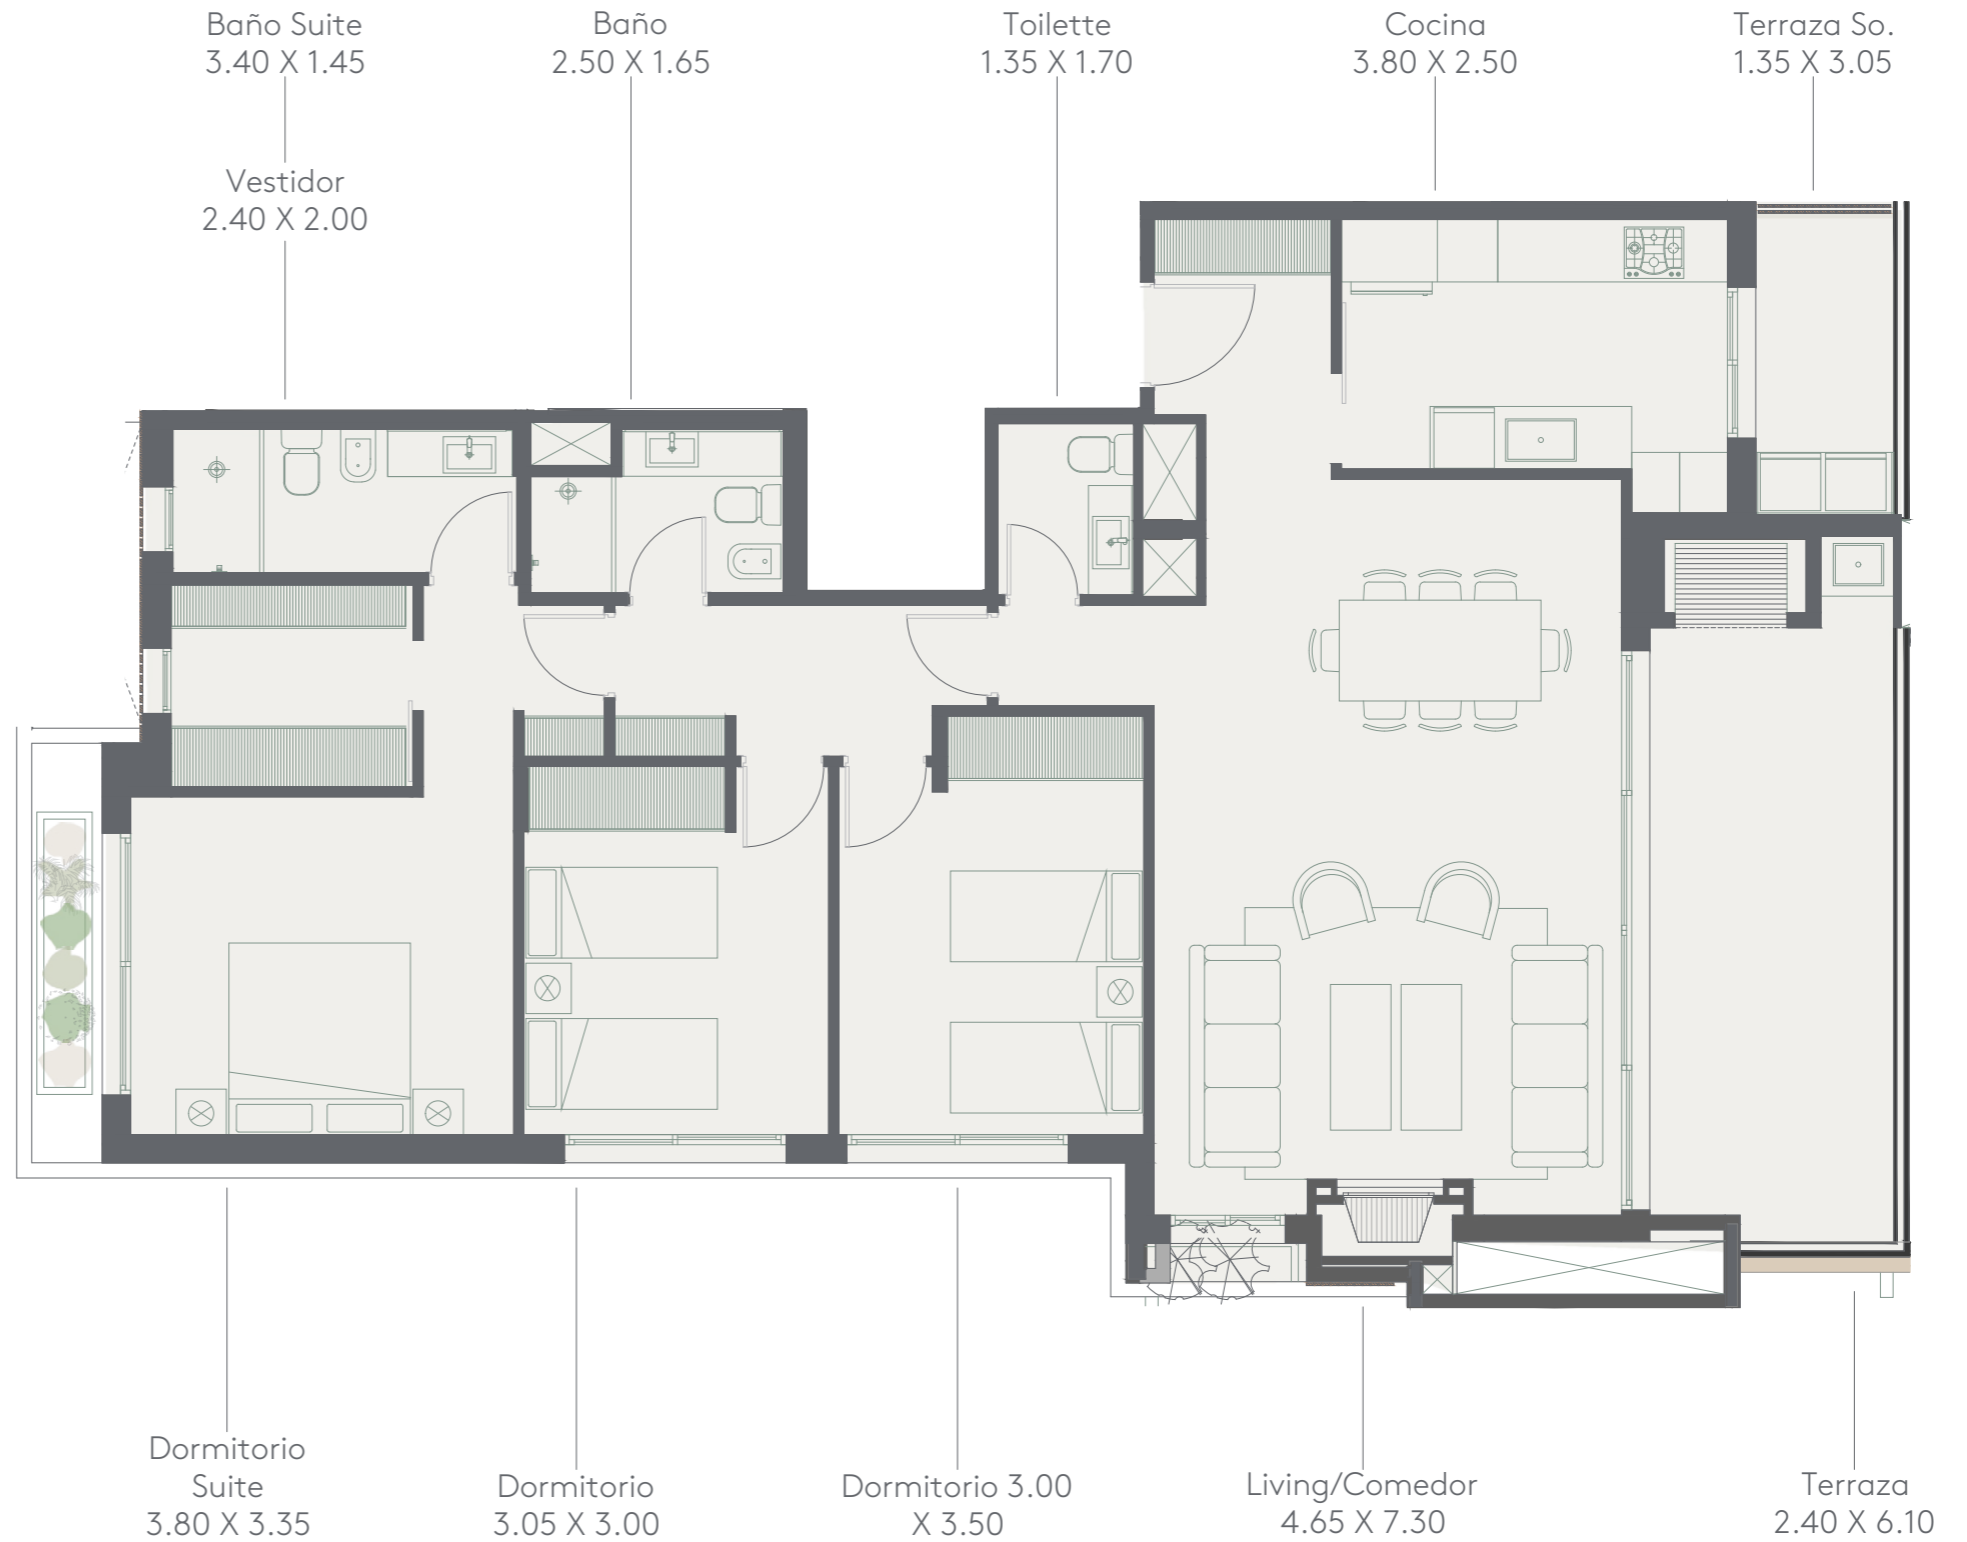 Baño Suite
3.40 X 1.45
Baño
2.50 X 1.65
Toilette
1.35 X 1.70
Cocina
3.80 X 2.50
Terraza So.
1.35 X 3.05
Vestidor
2.40 X 2.00
Dormitorio
Suite
3.80 X 3.35
Dormitorio
3.05 X 3.00
Dormitorio 3.00
X 3.50
Living/Comedor
4.65 X 7.30
Terraza
2.40 X 6.10